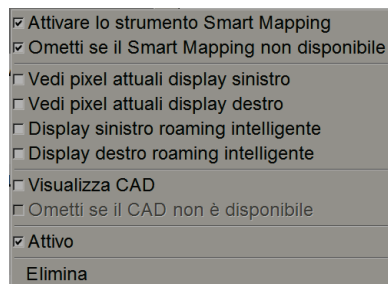 Attivare lo strumento Smart Mapping
Ometti se il Smart Mapping non disponibile
Vedi pixel attuali display sinistro
Vedi pixel attuali display destro
Display sinistro roaming intelligente
Display destro roaming intelligente
Visualizza CAD
Ometti se il CAD non è disponibile
Attivo
Elimina